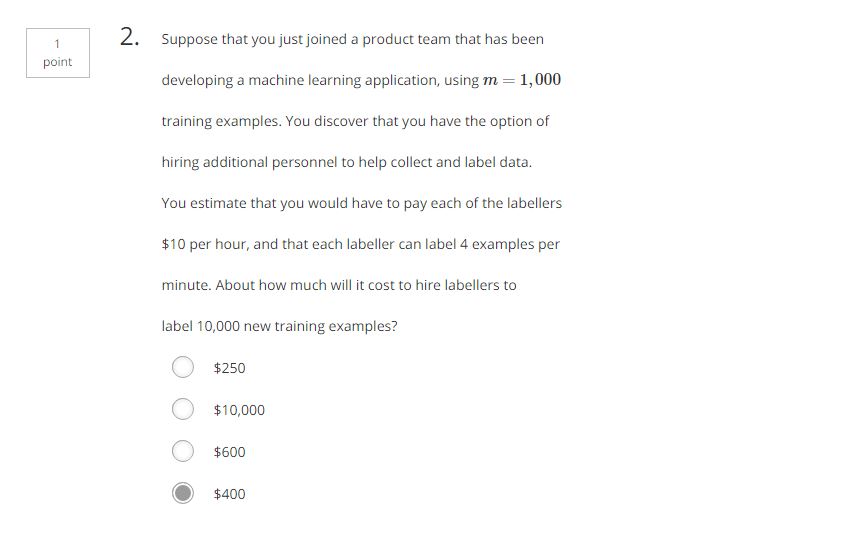 1
point
2.
Suppose that you just joined a product team that has been
developing a machine learning application, using m = 1,000
training examples. You discover that you have the option of
hiring additional personnel to help collect and label data.
You estimate that you would have to pay each of the labellers
$10 per hour, and that each labeller can label 4 examples per
minute. About how much will it cost to hire labellers to
label 10,000 new training examples?
$250
$10,000
$600
$400